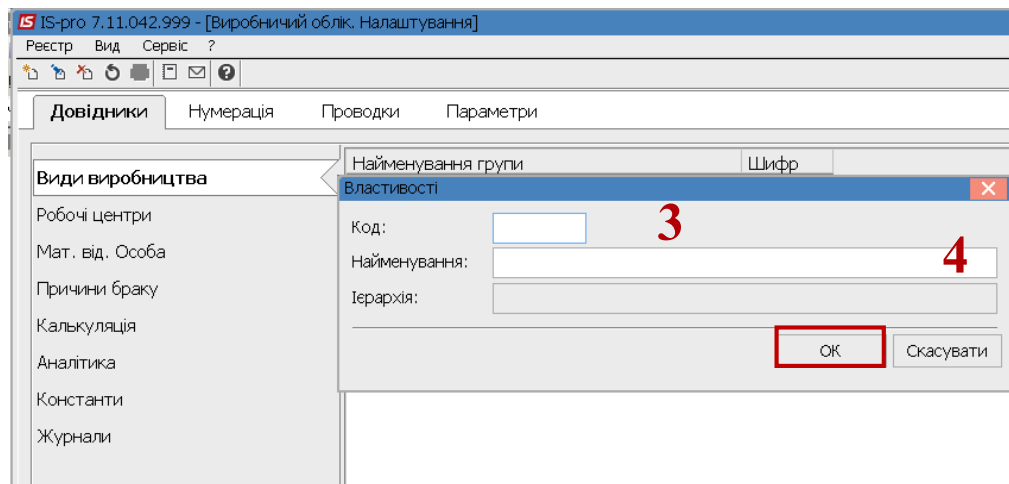 IS IS-pro 7.11.042.999 - [Виробничий облік. Налаштування]
Реєстр Вид Сервіс ?
Довідники Нумерація Проводки Параметри
Найменування групи Шифр
Види виробництва
Властивості
Робочі центри
Код: 3
Мат. від. Особа
Найменування: 4
Причини браку
Ієрархія:
Калькуляція
ОК Скасувати
Аналітика
Константи
Журнали